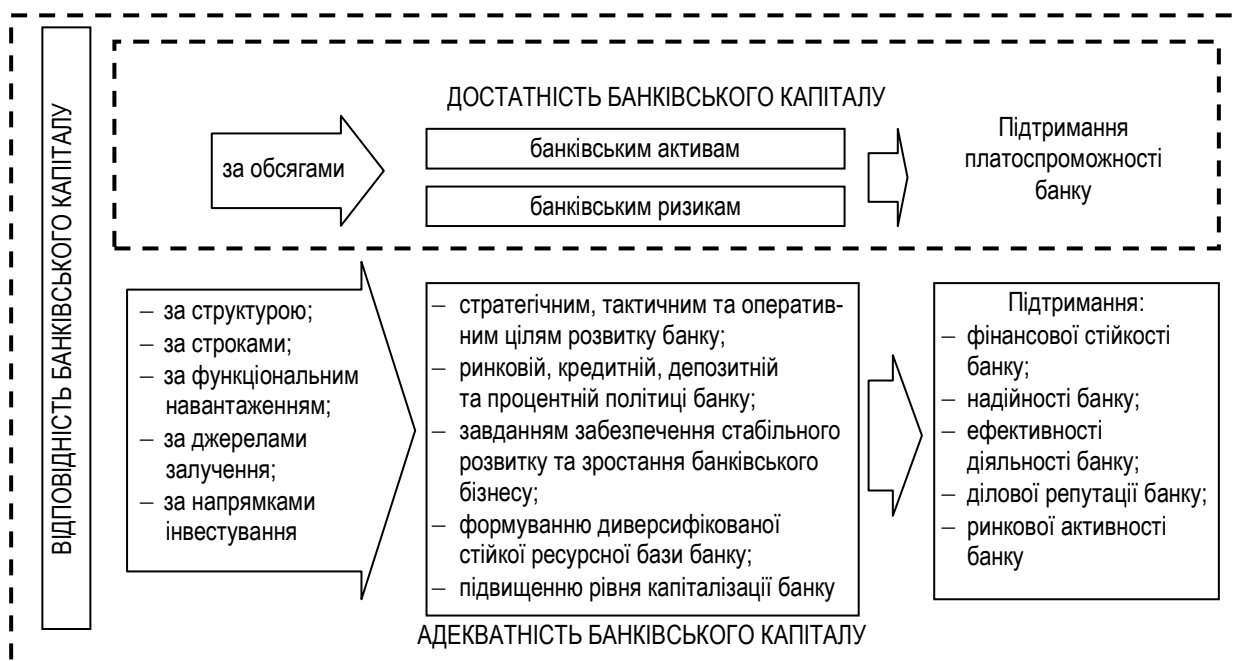 ВІДПОВІДНІСТЬ БАНКІВСЬКОГО КАПІТАЛУ
ДОСТАТНІСТЬ БАНКІВСЬКОГО КАПІТАЛУ
за обсягами
банківським активам
банківським ризикам
Підтримання
платоспроможності
банку
– за структурою;
– за строками;
– за функціональним
навантаженням;
– за джерелами
залучення;
– за напрямками
інвестування
– стратегічним, тактичним та оператив-
ним цілям розвитку банку;
– ринковій, кредитній, депозитній
та процентній політиці банку;
– завданням забезпечення стабільного
розвитку та зростання банківського
бізнесу;
– формуванню диверсифікованої
стійкої ресурсної бази банку;
– підвищенню рівня капіталізації банку
Підтримання:
– фінансової стійкості
банку;
– надійності банку;
– ефективності
діяльності банку;
– ділової репутації банку;
– ринкової активності
банку
АДЕКВАТНІСТЬ БАНКІВСЬКОГО КАПІТАЛУ